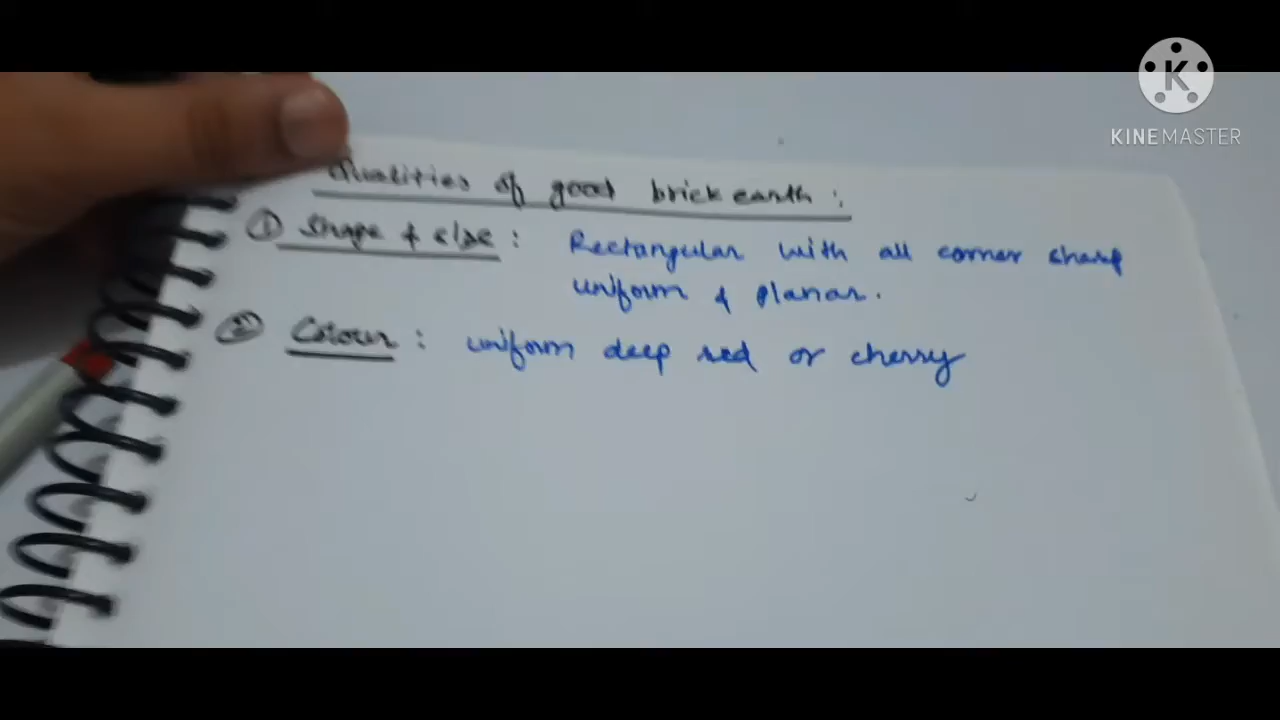 K
KINEMASTER
Qualities of good brick earth :
① Shape & size : Rectangular with all corner sharp
uniform & planar.
② Colour : uniform deep red or cherry